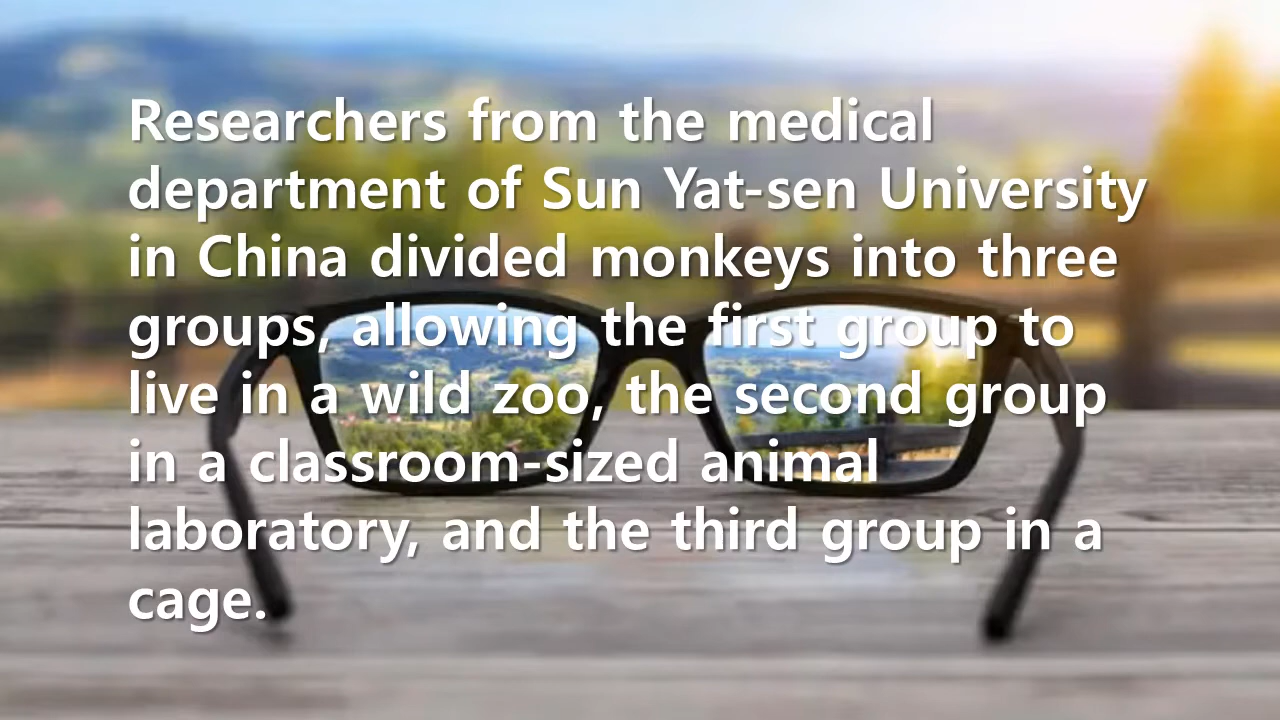 Researchers from the medical
department of Sun Yat-sen University
in China divided monkeys into three
groups, allowing the first group to
live in a wild zoo, the second group
in a classroom-sized animal
laboratory, and the third group in a
cage.